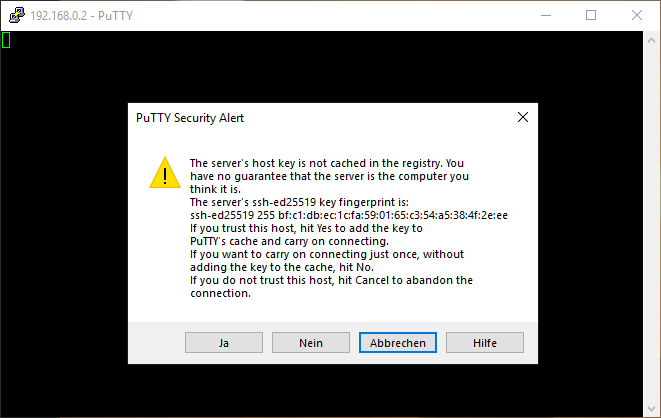 192.168.0.2 - PuTTY
PuTTY Security Alert
The server's host key is not cached in the registry. You
have no guarantee that the server is the computer you
think it is.
The server's ssh-ed25519 key fingerprint is:
ssh-ed25519 255 bf:c1:db:ec:1c:fa:59:01:65:c3:54:a5:38:4f:2e:ee
If you trust this host, hit Yes to add the key to
PuTTY's cache and carry on connecting.
If you want to carry on connecting just once, without
adding the key to the cache, hit No.
If you do not trust this host, hit Cancel to abandon the
connection.
Ja
Nein
Abbrechen
Hilfe